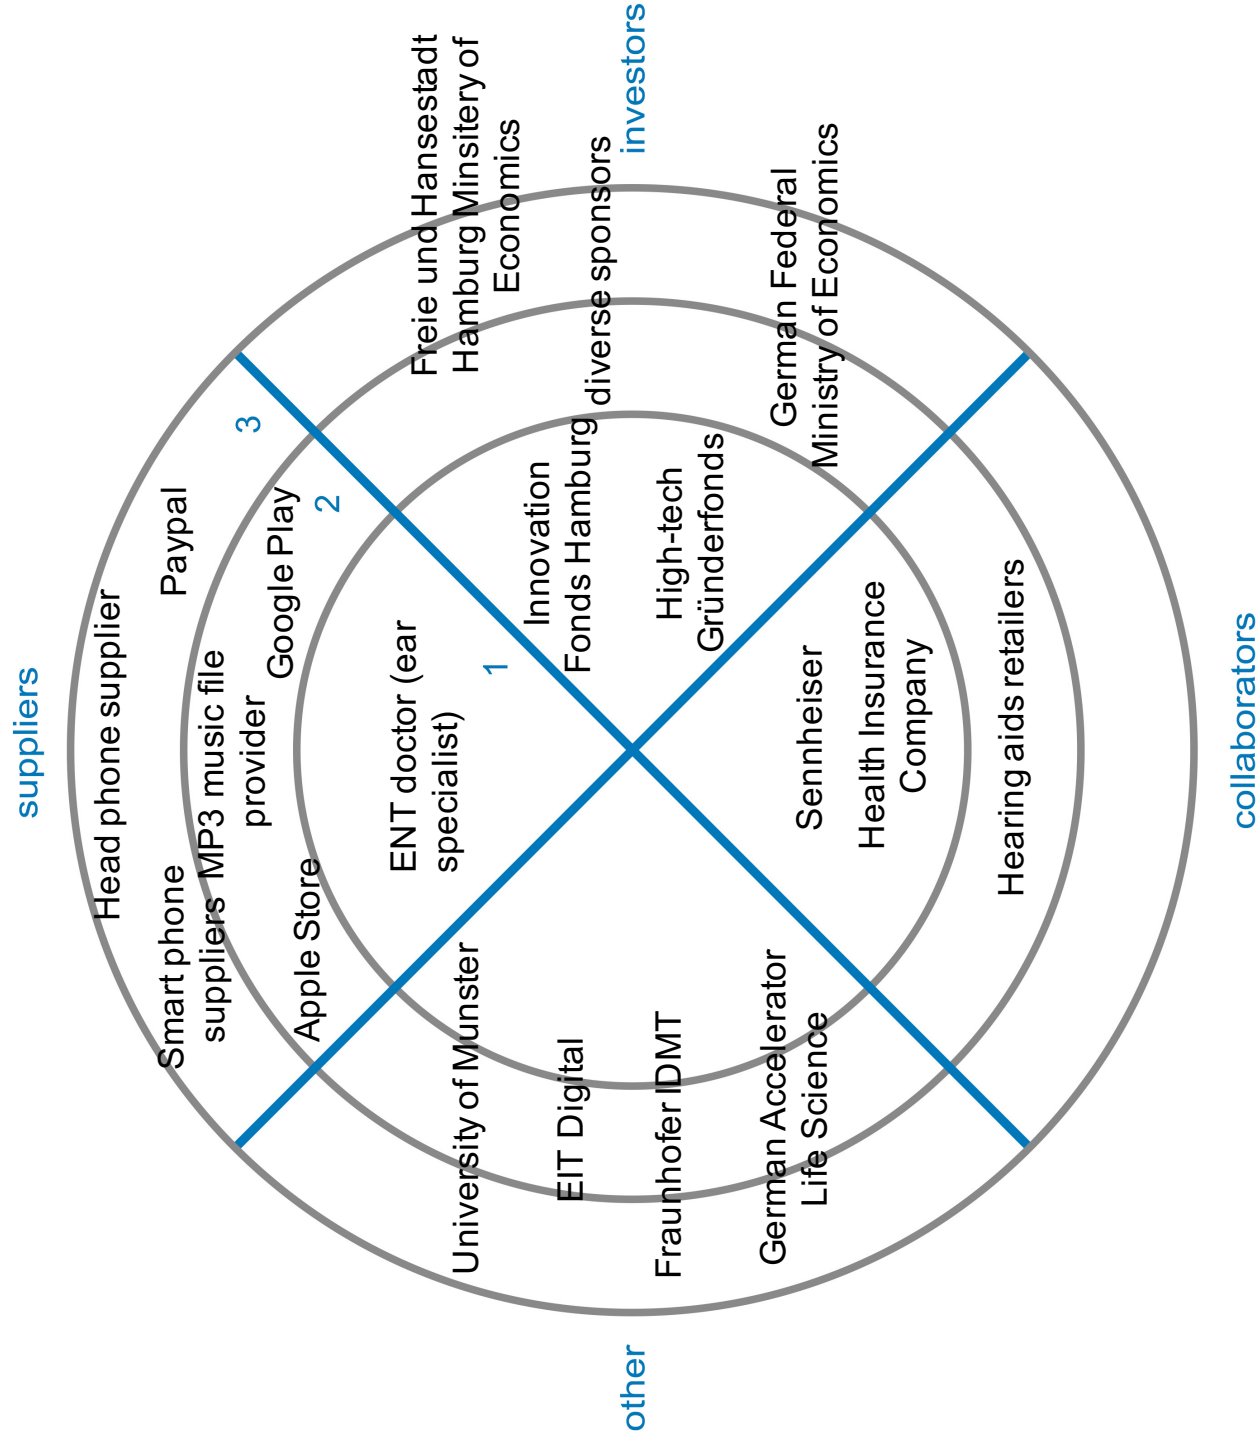 suppliers
Head phone supplier
Paypal
Smart phone
suppliers
MP3 music file
provider
3
Google Play
Apple Store
2
ENT doctor (ear
specialist)
1
Freie und Hansestadt
Hamburg Minsitery of
Economics
Innovation
Fonds Hamburg
diverse sponsors
investors
High-tech
Gründerfonds
German Federal
Ministry of Economics
University of Munster
EIT Digital
other
Fraunhofer IDMT
German Accelerator
Life Science
Sennheiser
Health Insurance
Company
Hearing aids retailers
collaborators